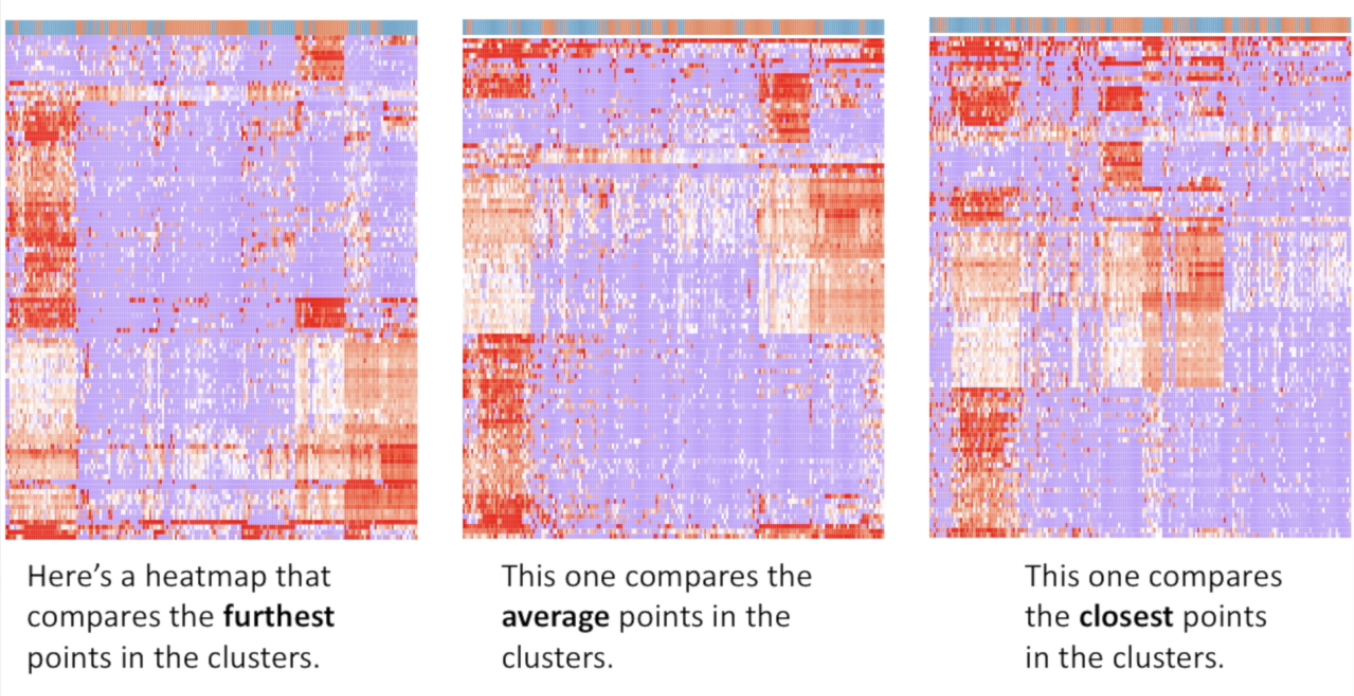 Here’s a heatmap that
compares the furthest
points in the clusters.
This one compares the
average points in the
clusters.
This one compares
the closest points
in the clusters.